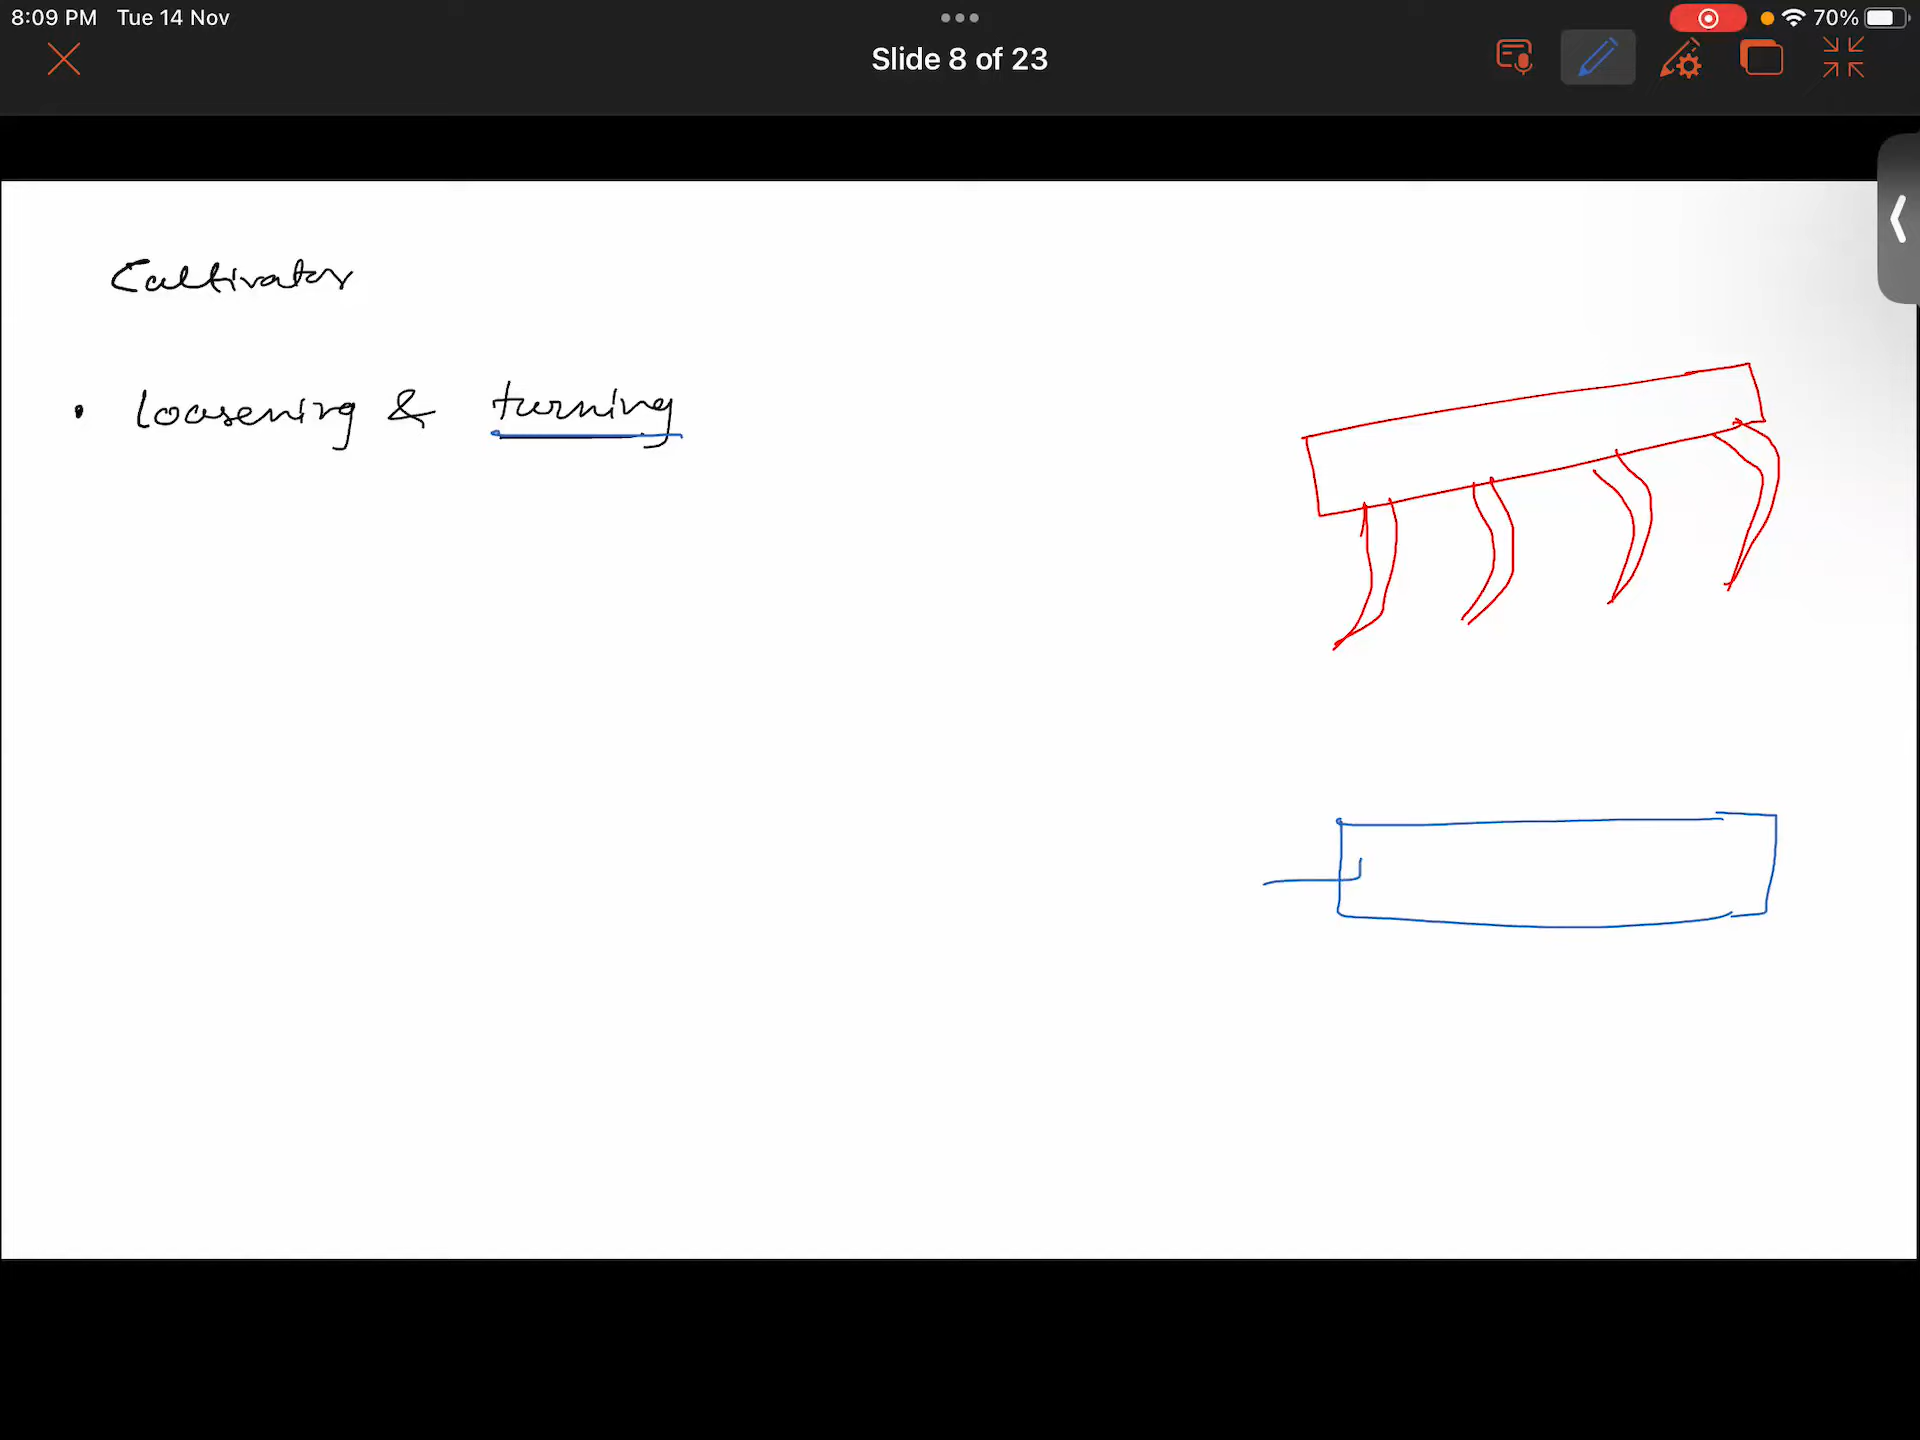 8:09 PM Tue 14 Nov
70%
Slide 8 of 23
Cultivator
• loosening & turning